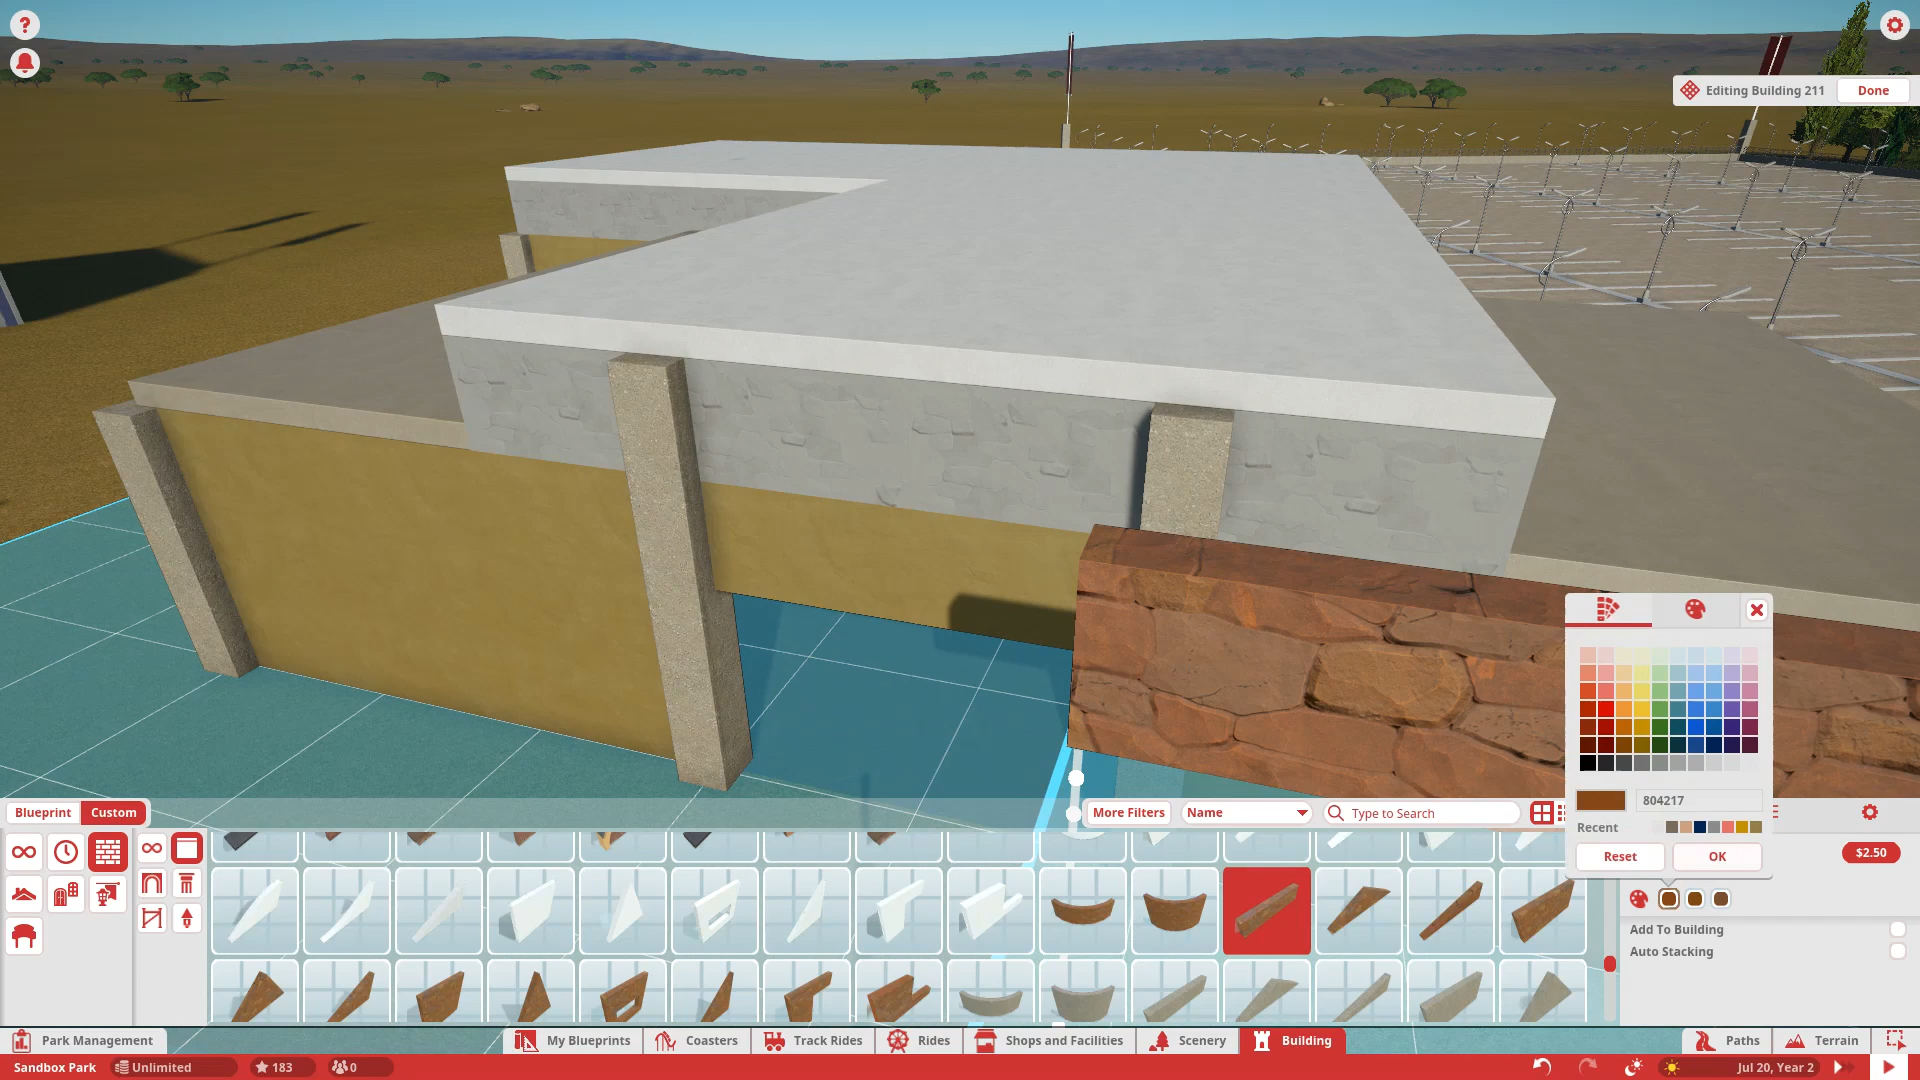 Editing Building 211
Done
Blueprint
Custom
More Filters
Name
Type to Search
804217
Recent
Reset
OK
$2.50
Add To Building
Auto Stacking
Park Management
My Blueprints
Coasters
Track Rides
Rides
Shops and Facilities
Scenery
Building
Paths
Terrain
Sandbox Park
Unlimited
183
0
Jul 20, Year 2